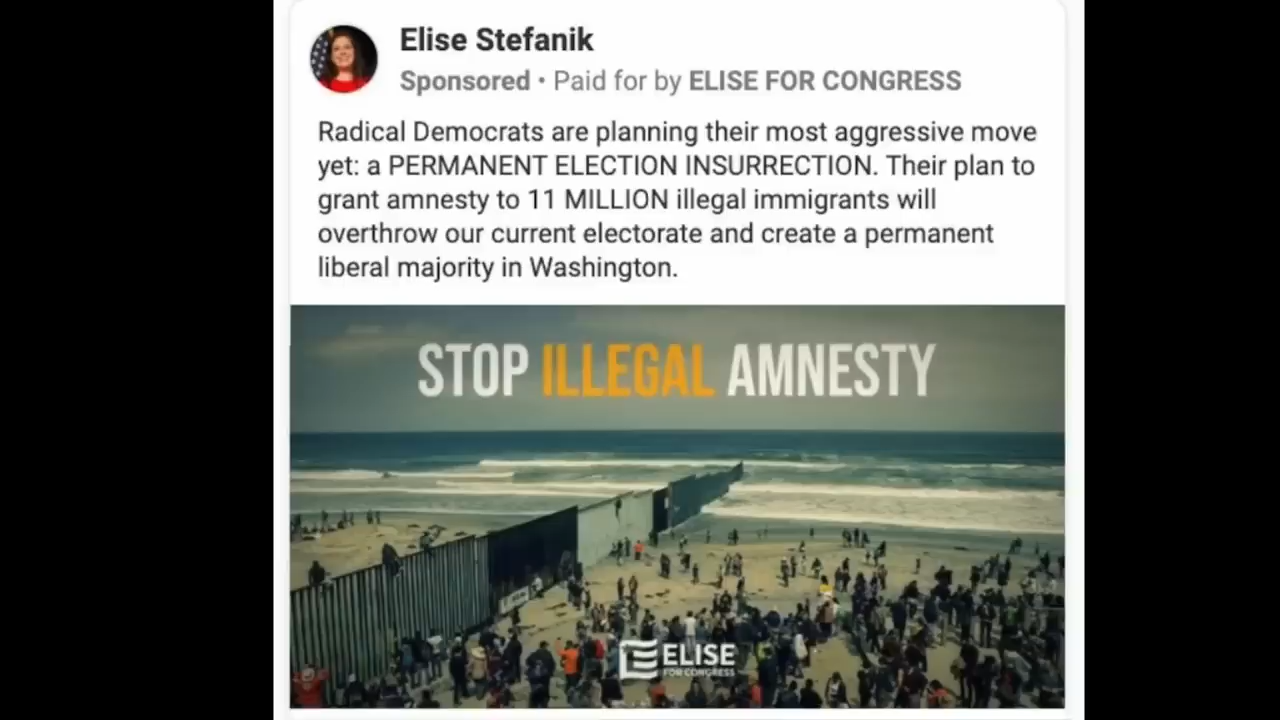 Elise Stefanik
Sponsored • Paid for by ELISE FOR CONGRESS
Radical Democrats are planning their most aggressive move
yet: a PERMANENT ELECTION INSURRECTION. Their plan to
grant amnesty to 11 MILLION illegal immigrants will
overthrow our current electorate and create a permanent
liberal majority in Washington.
STOP ILLEGAL AMNESTY
ELISE
FOR CONGRESS